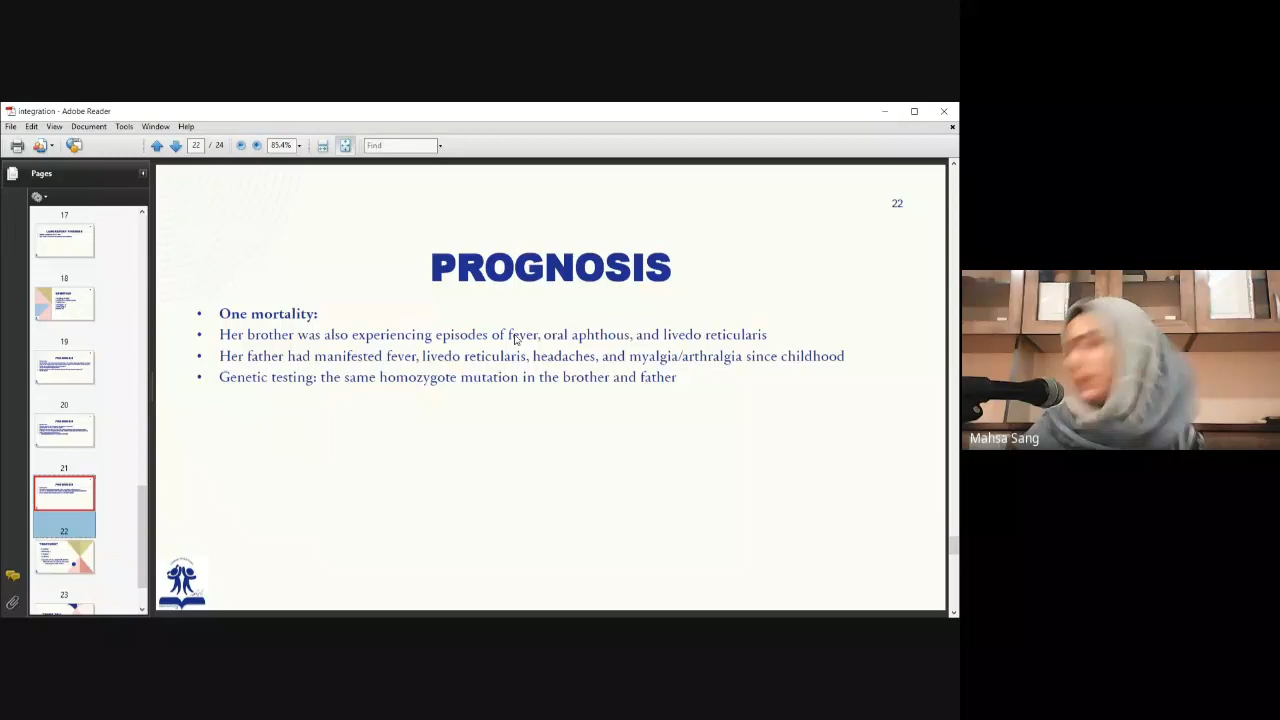 integration - Adobe Reader
File Edit View Document Tools Window Help
22 / 24 85.4% Find
Pages
17
18
19
20
21
22
23
22
PROGNOSIS
• One mortality:
• Her brother was also experiencing episodes of fever, oral aphthous, and livedo reticularis
• Her father had manifested fever, livedo reticularis, headaches, and myalgia/arthralgia since childhood
• Genetic testing: the same homozygote mutation in the brother and father
Mahsa Sang